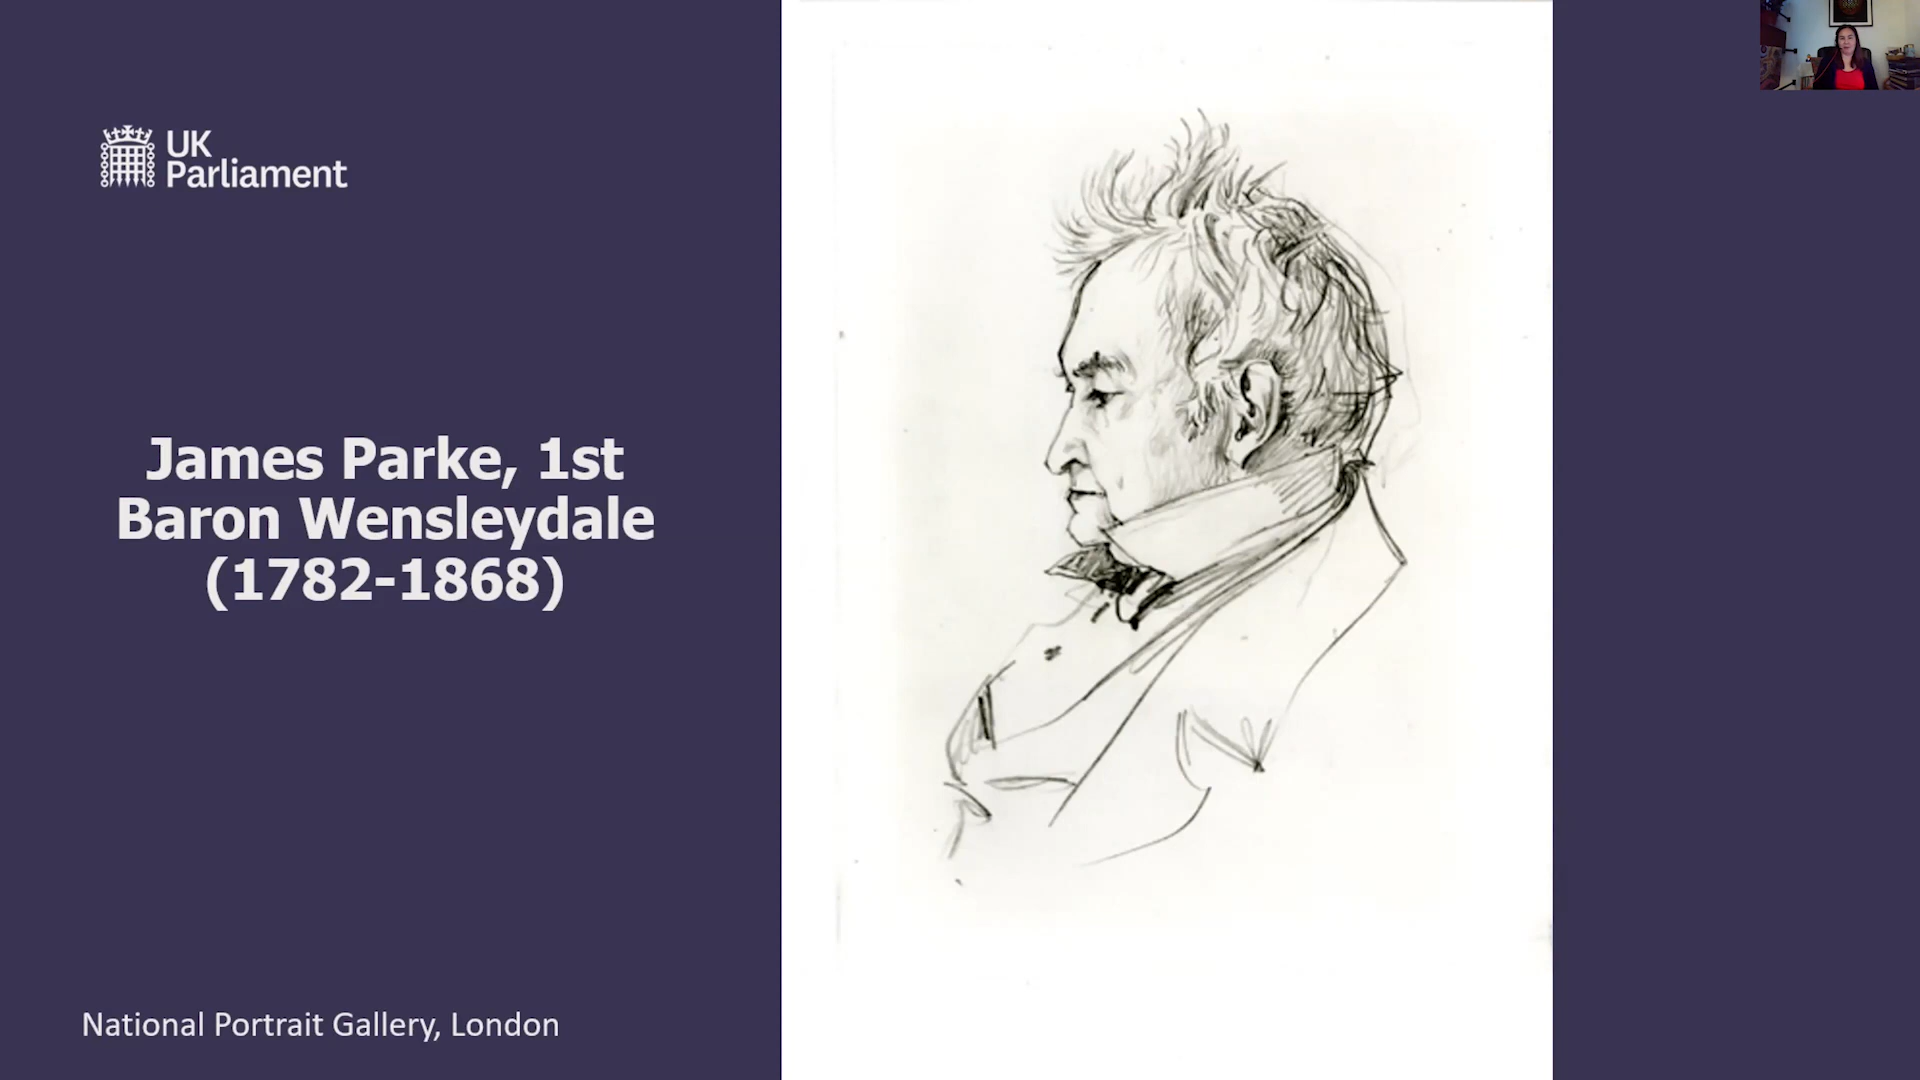 UK
Parliament
James Parke, 1st
Baron Wensleydale
(1782-1868)
National Portrait Gallery, London